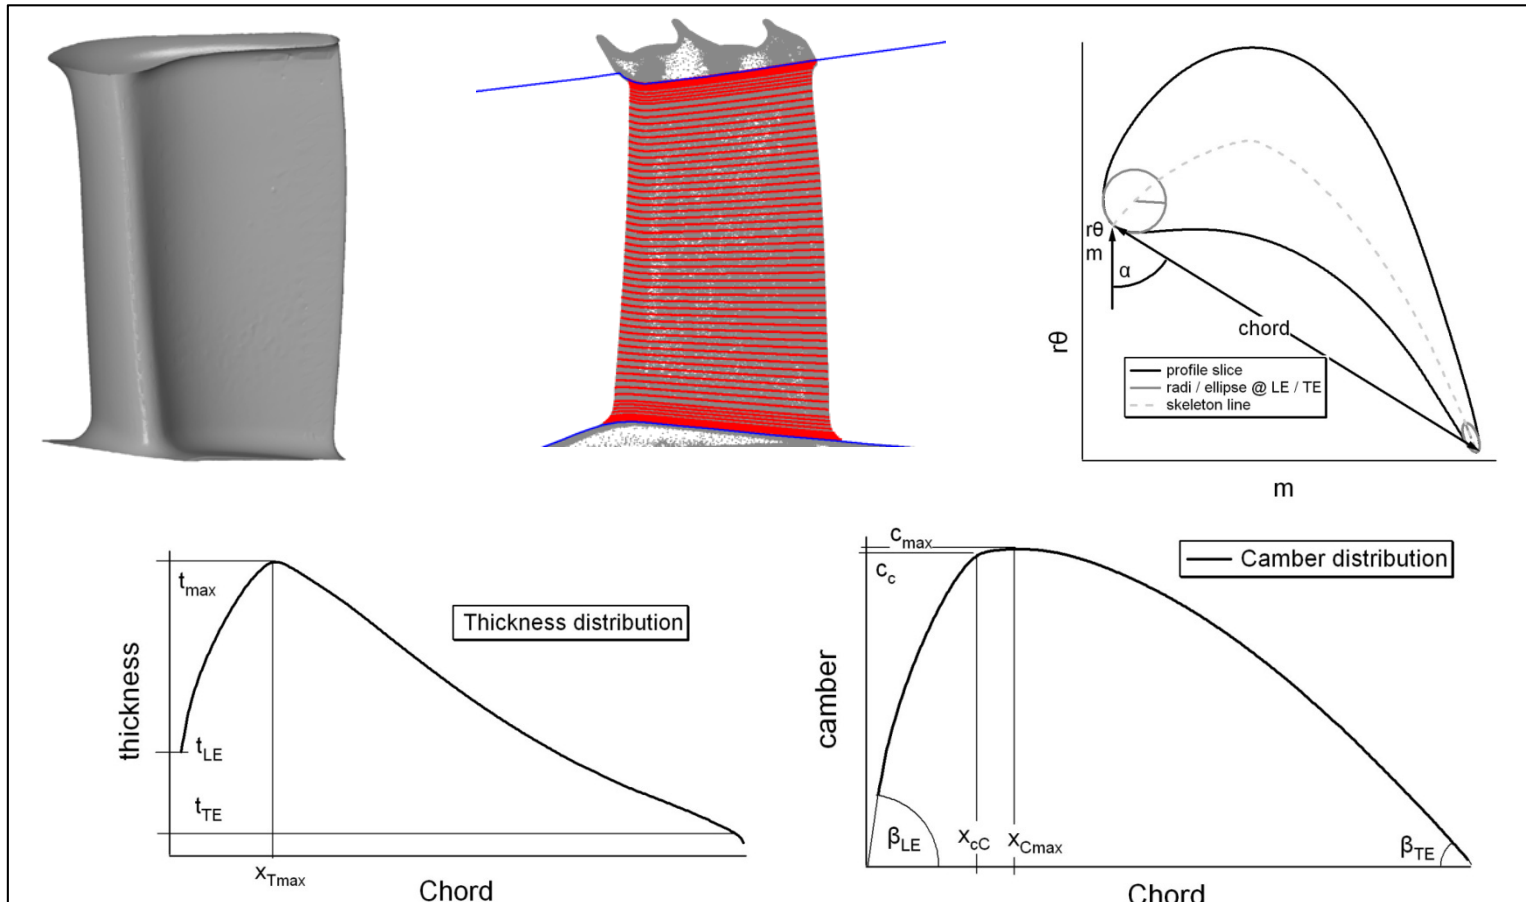 rθ
m
α
chord
rθ
profile slice
radi / ellipse @ LE / TE
skeleton line
m
t_max
Thickness distribution
thickness
t_LE
t_TE
x_Tmax
Chord
c_max
c_c
Camber distribution
camber
β_LE
x_cC
x_Cmax
β_TE
Chord